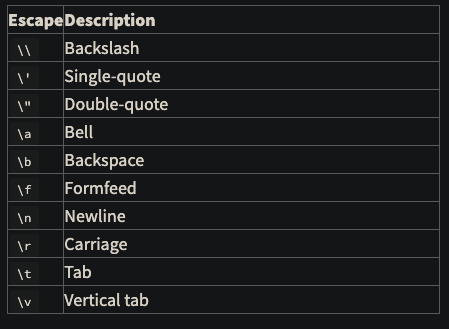 Escape Description
\\ Backslash
\' Single-quote
\" Double-quote
\a Bell
\b Backspace
\f Formfeed
\n Newline
\r Carriage
\t Tab
\v Vertical tab